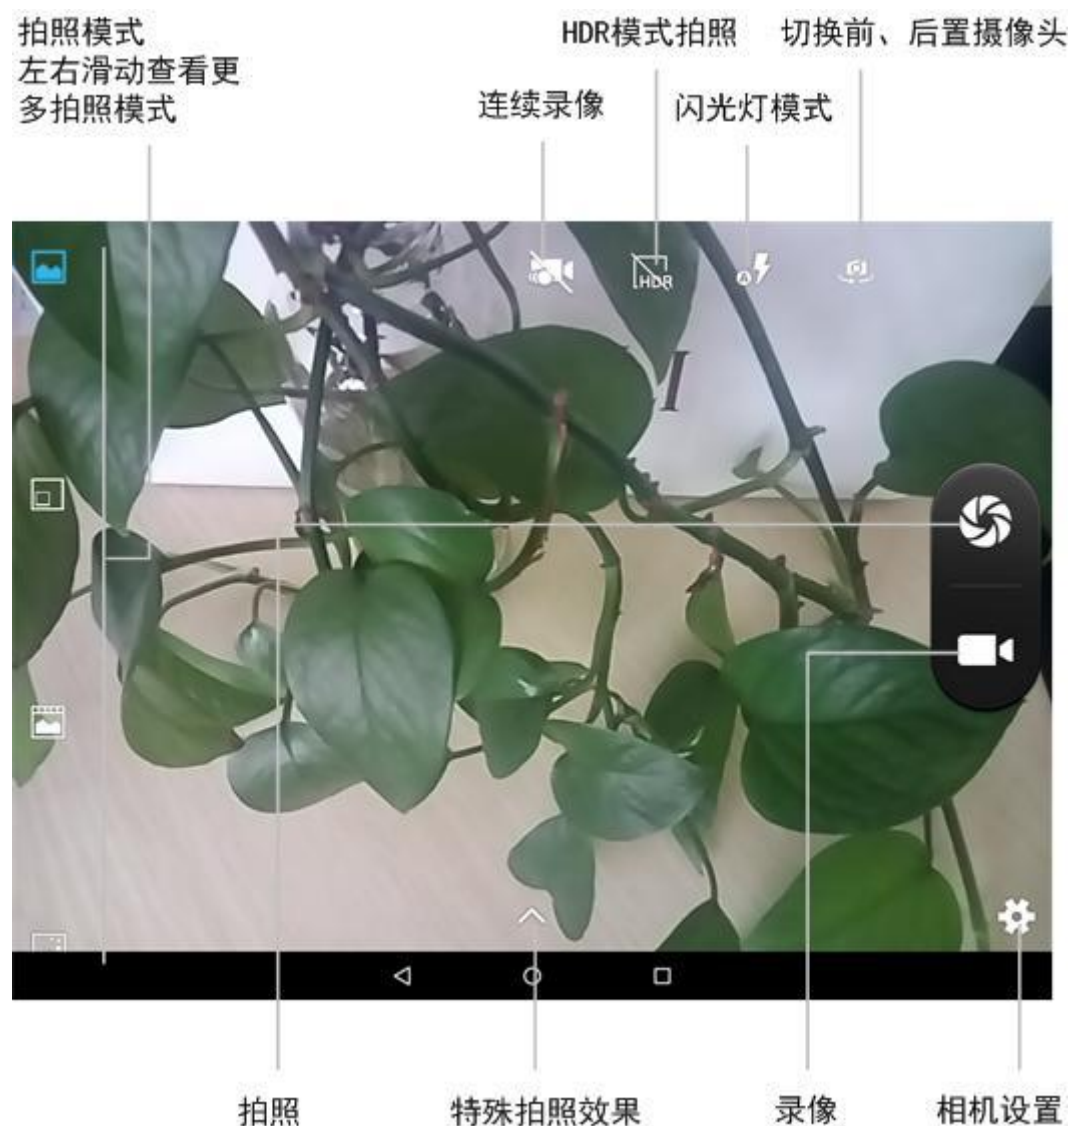 拍照模式
左右滑动查看更
多拍照模式
HDR模式拍照
切换前、后置摄像头
连续录像
闪光灯模式
HDR
A
I
拍照
特殊拍照效果
录像
相机设置